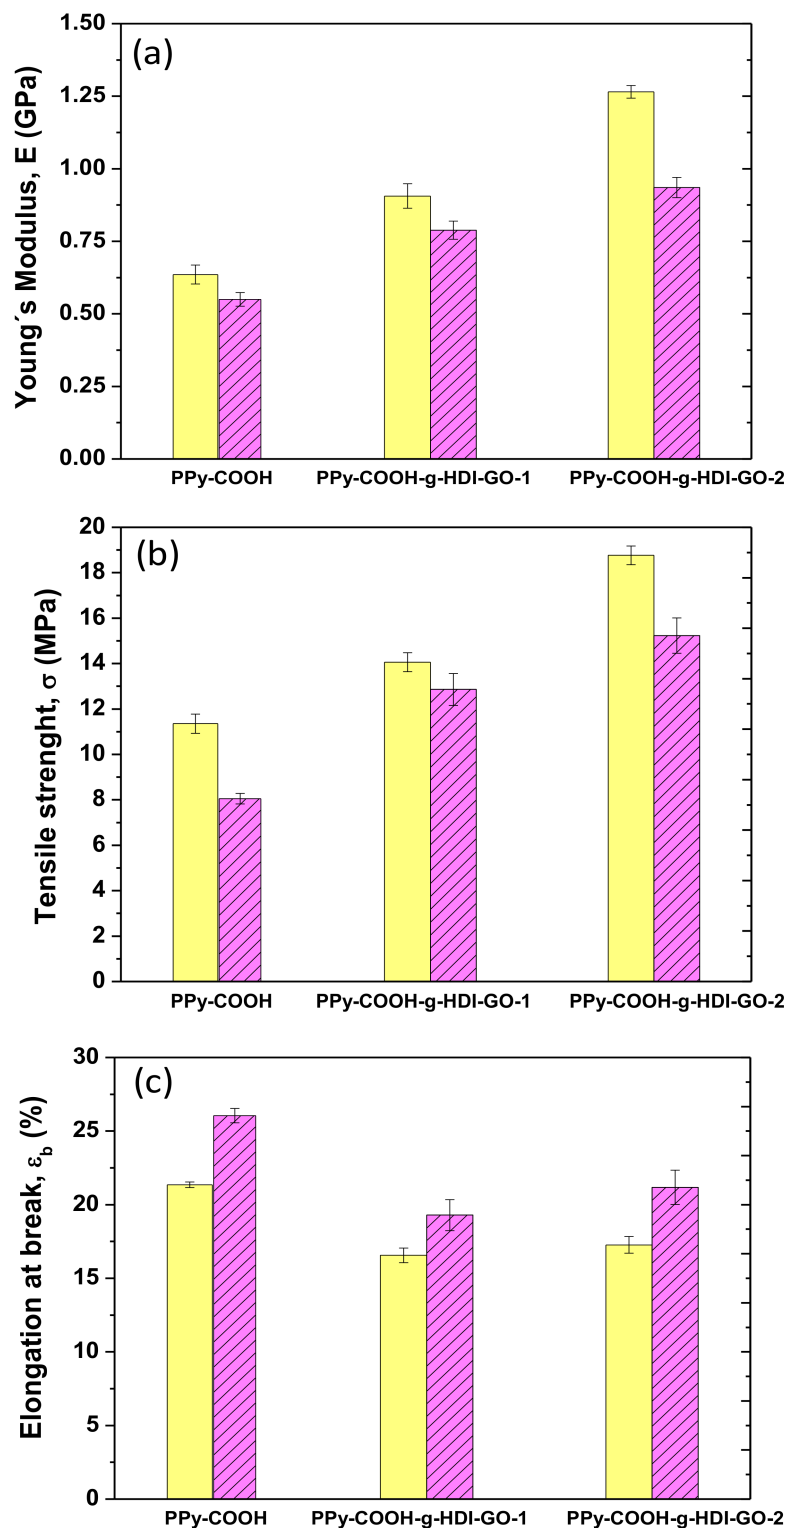 (a)
Young´s Modulus, E (GPa)
1.50
1.25
1.00
0.75
0.50
0.25
0.00
PPy-COOH PPy-COOH-g-HDI-GO-1 PPy-COOH-g-HDI-GO-2
(b)
Tensile strenght, σ (MPa)
20
18
16
14
12
10
8
6
4
2
0
PPy-COOH PPy-COOH-g-HDI-GO-1 PPy-COOH-g-HDI-GO-2
(c)
Elongation at break, εb (%)
30
25
20
15
10
5
0
PPy-COOH PPy-COOH-g-HDI-GO-1 PPy-COOH-g-HDI-GO-2